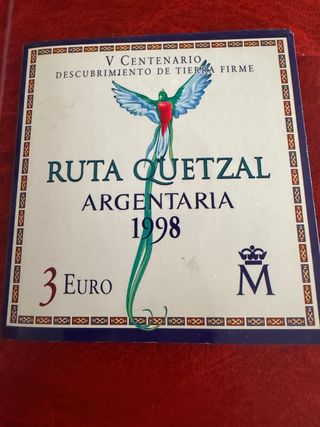 V CENTENARIO
DESCUBRIMIENTO DE TIERRA FIRME
RUTA QUETZAL
ARGENTARIA
1998
3 EURO
M